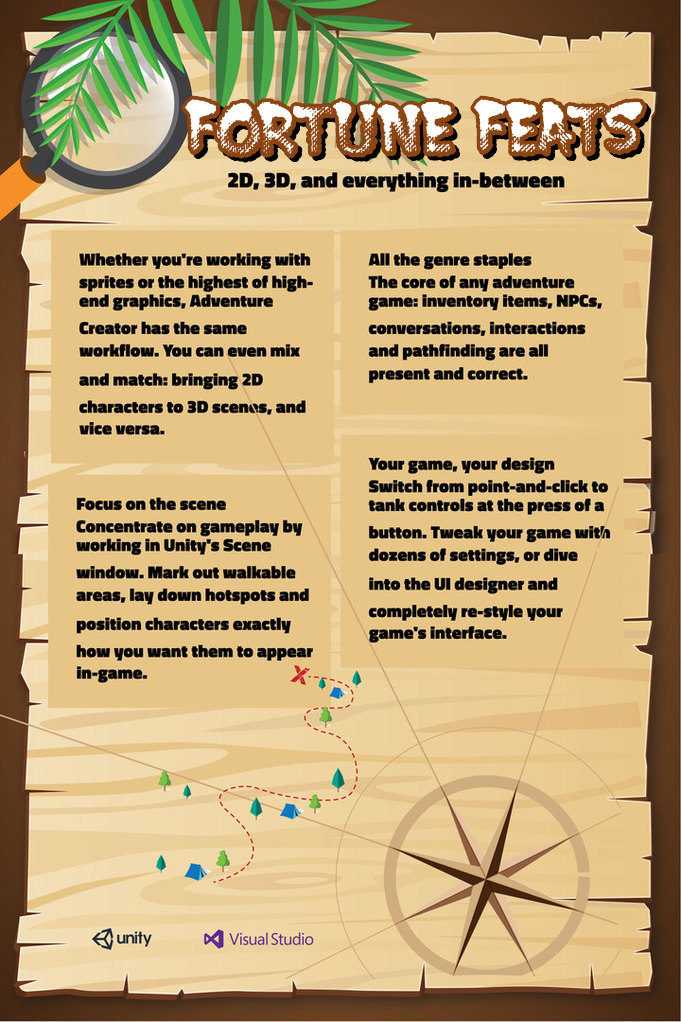 FORTUNE FEATS
2D, 3D, and everything in-between
Whether you're working with
sprites or the highest of high-
end graphics, Adventure
Creator has the same
workflow. You can even mix
and match: bringing 2D
characters to 3D scenes, and
vice versa.
All the genre staples
The core of any adventure
game: inventory items, NPCs,
conversations, interactions
and pathfinding are all
present and correct.
Focus on the scene
Concentrate on gameplay by
working in Unity's Scene
window. Mark out walkable
areas, lay down hotspots and
position characters exactly
how you want them to appear
in-game.
Your game, your design
Switch from point-and-click to
tank controls at the press of a
button. Tweak your game with
dozens of settings, or dive
into the UI designer and
completely re-style your
game's interface.
unity
Visual Studio